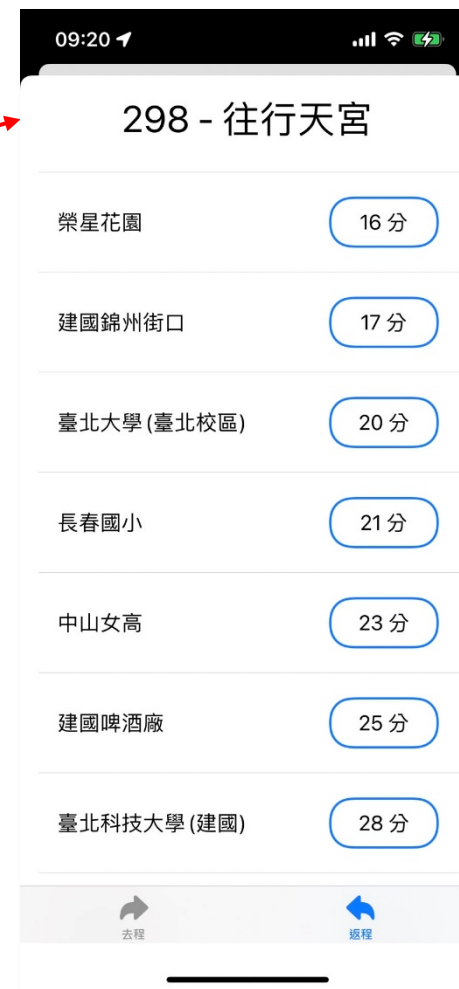 09:20
298 - 往行天宮
榮星花園 16 分
建國錦州街口 17 分
臺北大學(臺北校區) 20 分
長春國小 21 分
中山女高 23 分
建國啤酒廠 25 分
臺北科技大學(建國) 28 分
去程 返程